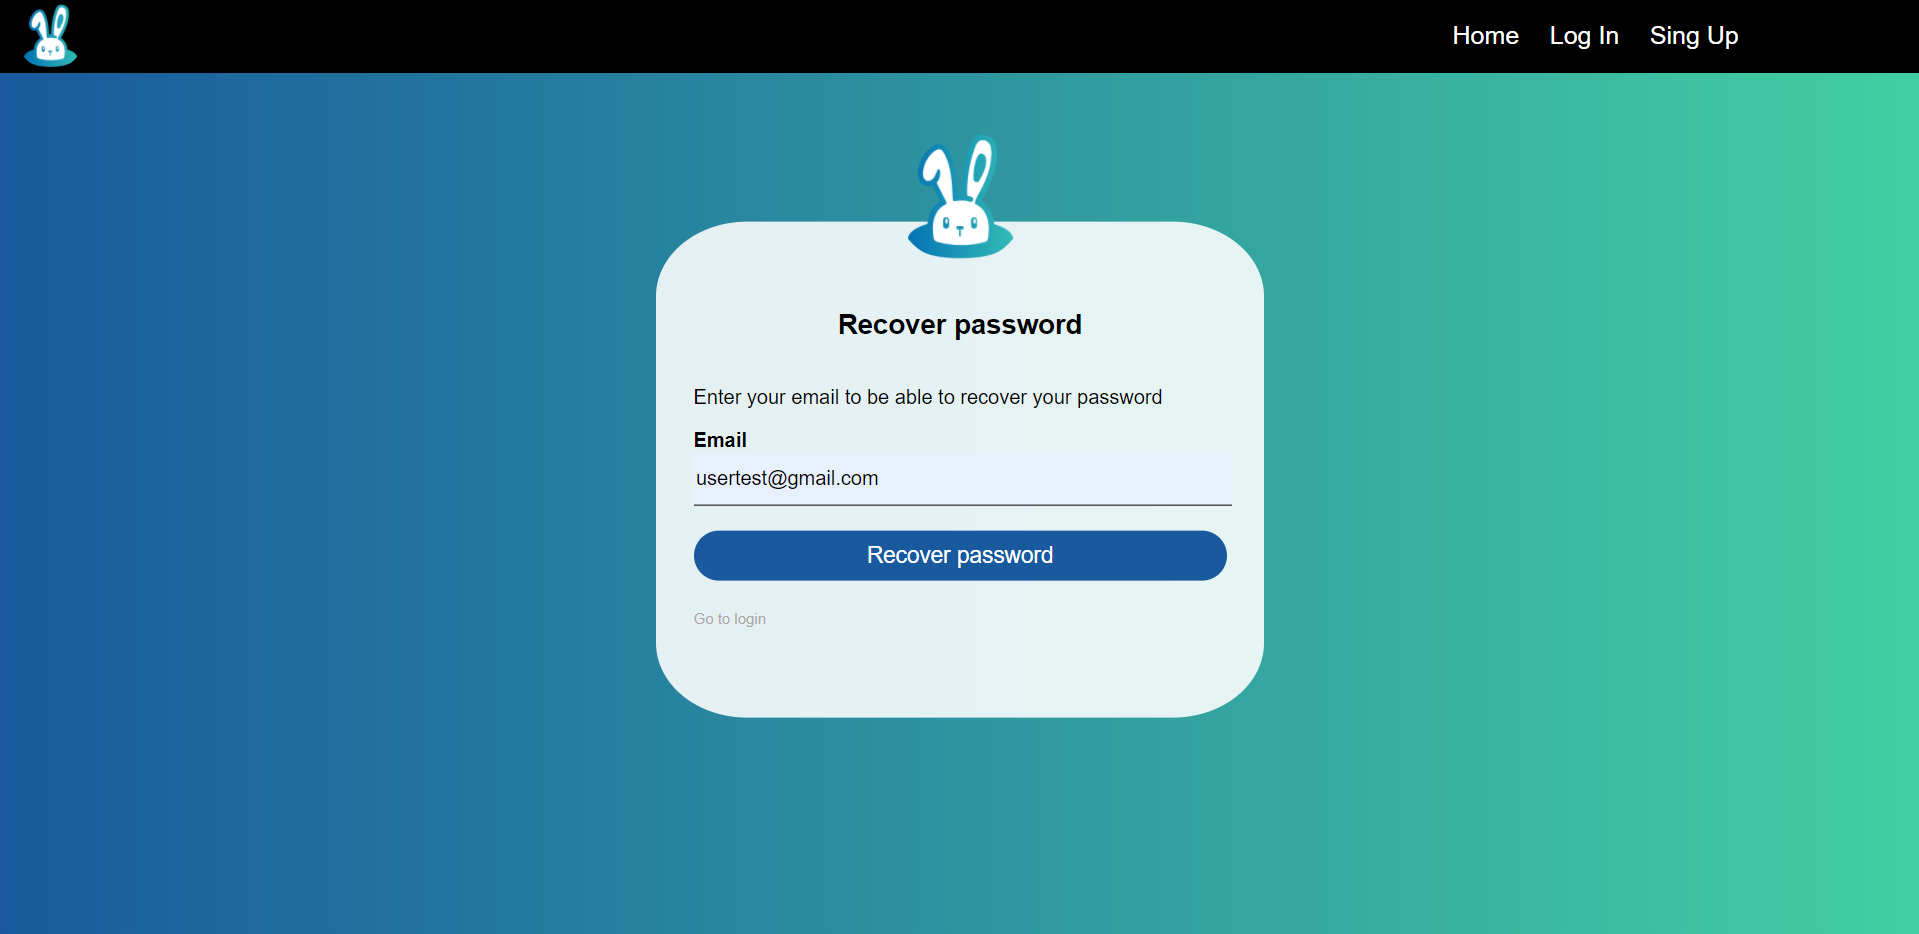 Home Log In Sing Up
Recover password
Enter your email to be able to recover your password
Email
usertest@gmail.com
Recover password
Go to login